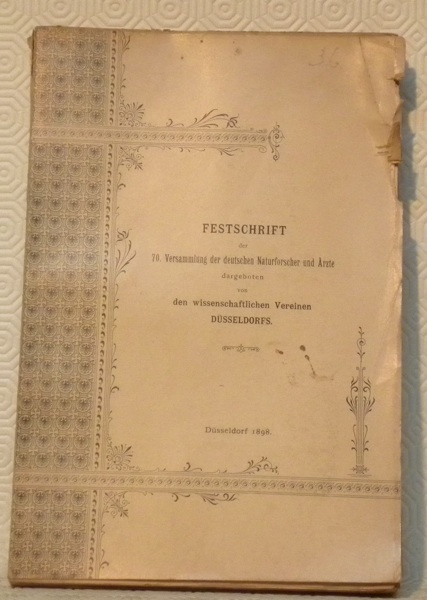 FESTSCHRIFT
der
70. Versammlung der deutschen Naturforscher und Ärzte
dargeboten
von
den wissenschaftlichen Vereinen
DÜSSELDORFS.
Düsseldorf 1898.